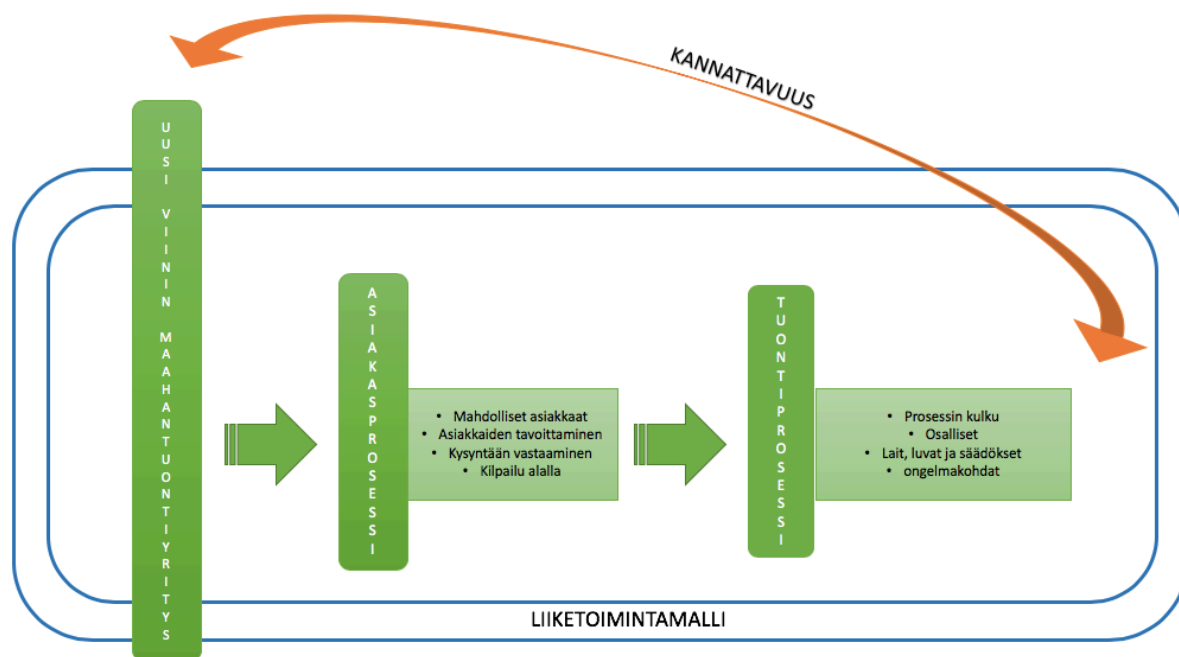 KANNATTAVUUS
UUSI VIININ MAAHANTUONTIYRITYS
ASIAKASPROSESSI
• Mahdolliset asiakkaat
• Asiakkaiden tavoittaminen
• Kysyntään vastaaminen
• Kilpailu alalla
TUONTIPROSESSI
• Prosessin kulku
• Osalliset
• Lait, luvat ja säädökset
• ongelmakohdat
LIIKETOIMINTAMALLI